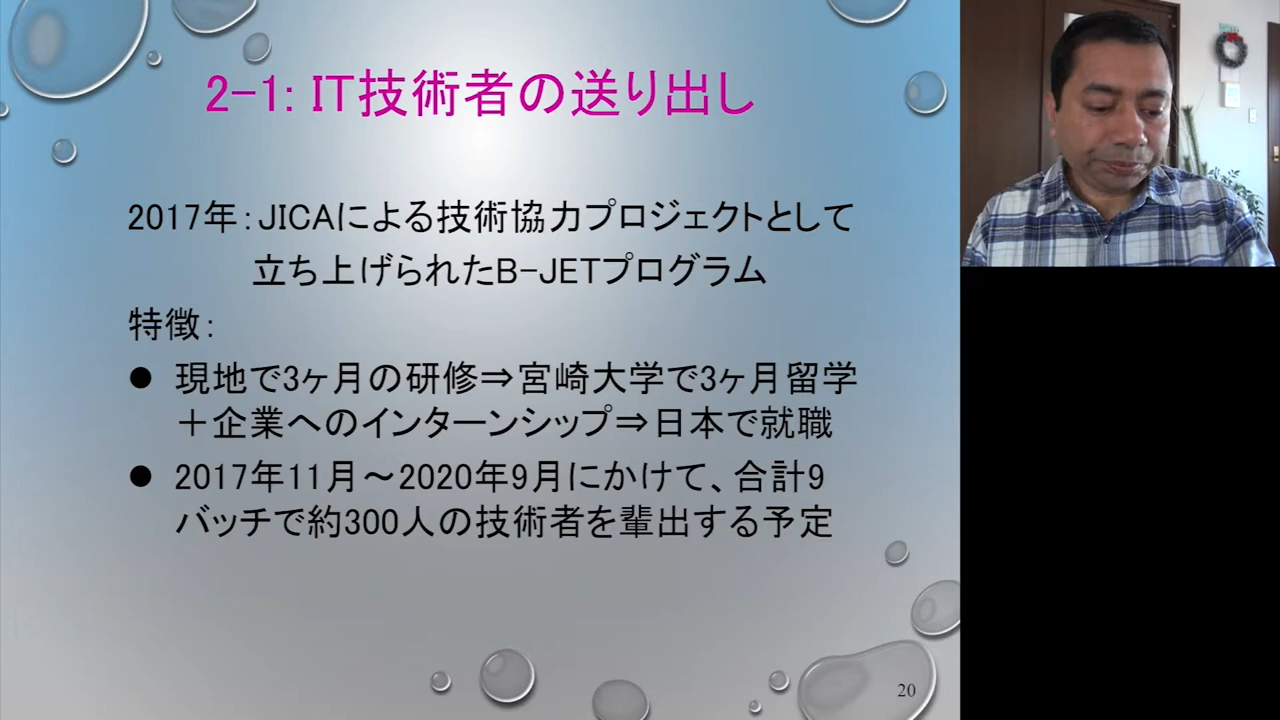 2-1: IT技術者の送り出し
2017年：JICAによる技術協力プロジェクトとして
立ち上げられたB-JETプログラム
特徴：
● 現地で3ヶ月の研修⇒宮崎大学で3ヶ月留学
＋企業へのインターンシップ⇒日本で就職
● 2017年11月～2020年9月にかけて、合計9
バッチで約300人の技術者を輩出する予定
20